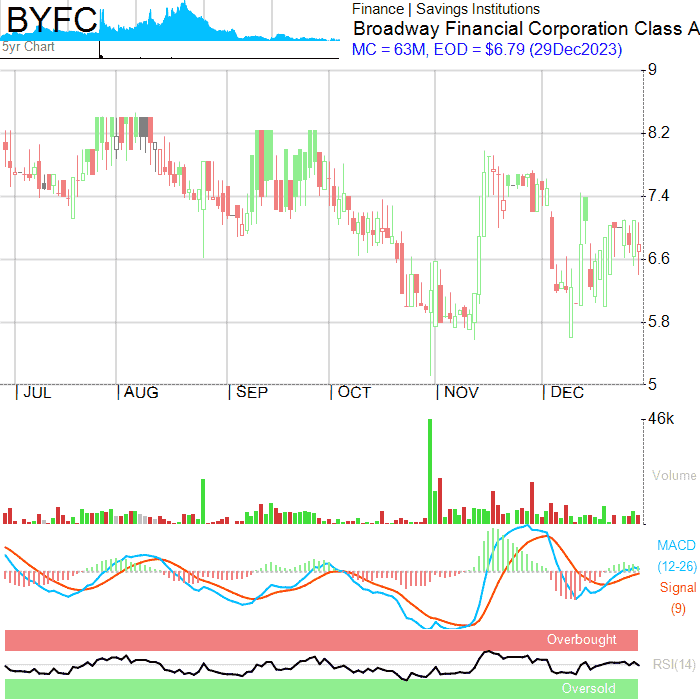 BYFC
5yr Chart
Finance | Savings Institutions
Broadway Financial Corporation Class A
MC = 63M, EOD = $6.79 (29Dec2023)
9
8.2
7.4
6.6
5.8
5
JUL
AUG
SEP
OCT
NOV
DEC
46k
Volume
MACD
(12-26)
Signal
(9)
Overbought
RSI(14)
Oversold